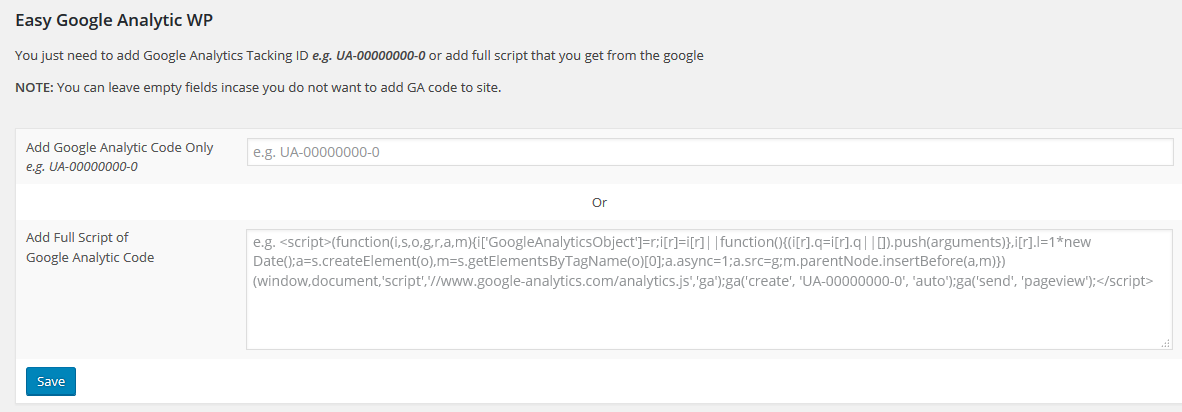 Easy Google Analytic WP
You just need to add Google Analytics Tacking ID e.g. UA-00000000-0 or add full script that you get from the google
NOTE: You can leave empty fields incase you do not want to add GA code to site.
Add Google Analytic Code Only
e.g. UA-00000000-0
e.g. UA-00000000-0
Or
Add Full Script of
Google Analytic Code
e.g. <script>(function(i,s,o,g,r,a,m){i['GoogleAnalyticsObject']=r;i[r]=i[r]||function(){(i[r].q=i[r].q||[]).push(arguments)},i[r].l=1*new
Date();a=s.createElement(o),m=s.getElementsByTagName(o)[0];a.async=1;a.src=g;m.parentNode.insertBefore(a,m)})
(window,document,'script','//www.google-analytics.com/analytics.js','ga');ga('create', 'UA-00000000-0', 'auto');ga('send', 'pageview');</script>
Save